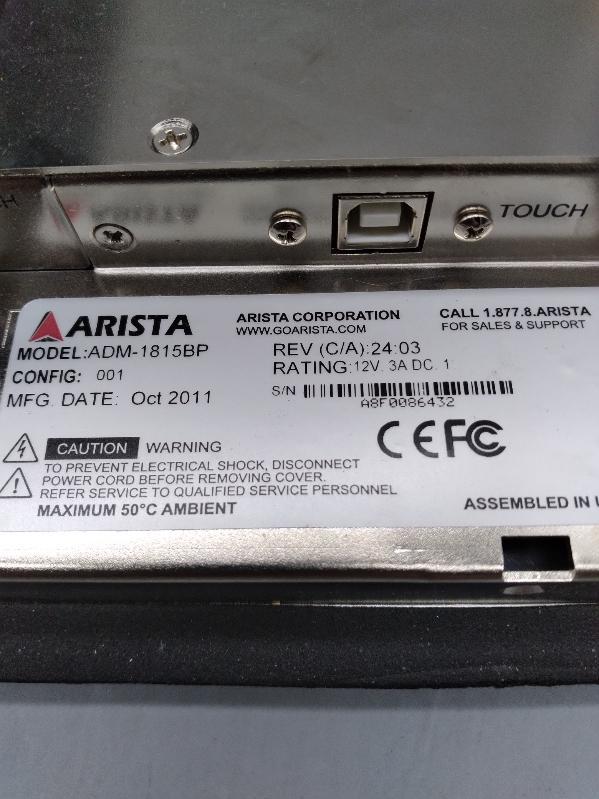 H
ARISTA
TOUCH
ARISTA
ARISTA CORPORATION
WWW.GOARISTA.COM
CALL 1.877.8.ARISTA
FOR SALES & SUPPORT
MODEL:ADM-1815BP
REV (C/A):24:03
CONFIG: 001
RATING:12V. 3A DC. 1
MFG. DATE: Oct 2011
S/N
A8F0086432
CE FC
CAUTION WARNING
TO PREVENT ELECTRICAL SHOCK, DISCONNECT
POWER CORD BEFORE REMOVING COVER.
REFER SERVICE TO QUALIFIED SERVICE PERSONNEL
MAXIMUM 50°C AMBIENT
ASSEMBLED IN U